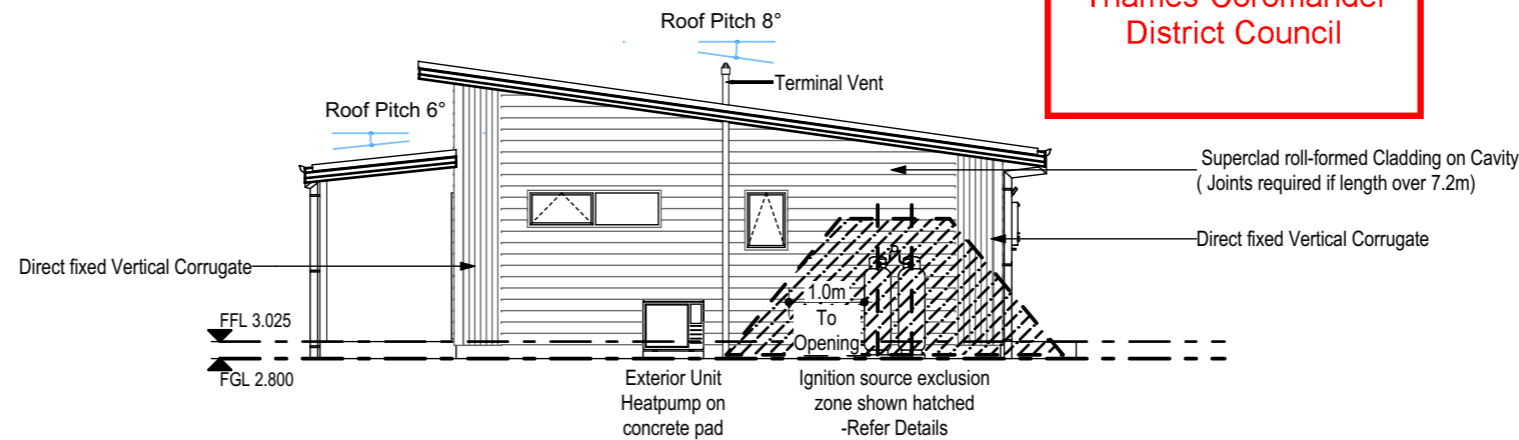 Thames-Coromandel
District Council
Roof Pitch 8°
Terminal Vent
Roof Pitch 6°
Superclad roll-formed Cladding on Cavity
( Joints required if length over 7.2m)
Direct fixed Vertical Corrugate
Direct fixed Vertical Corrugate
1.0m
To
Opening
FFL 3.025
FGL 2.800
Exterior Unit
Heatpump on
concrete pad
Ignition source exclusion
zone shown hatched
-Refer Details